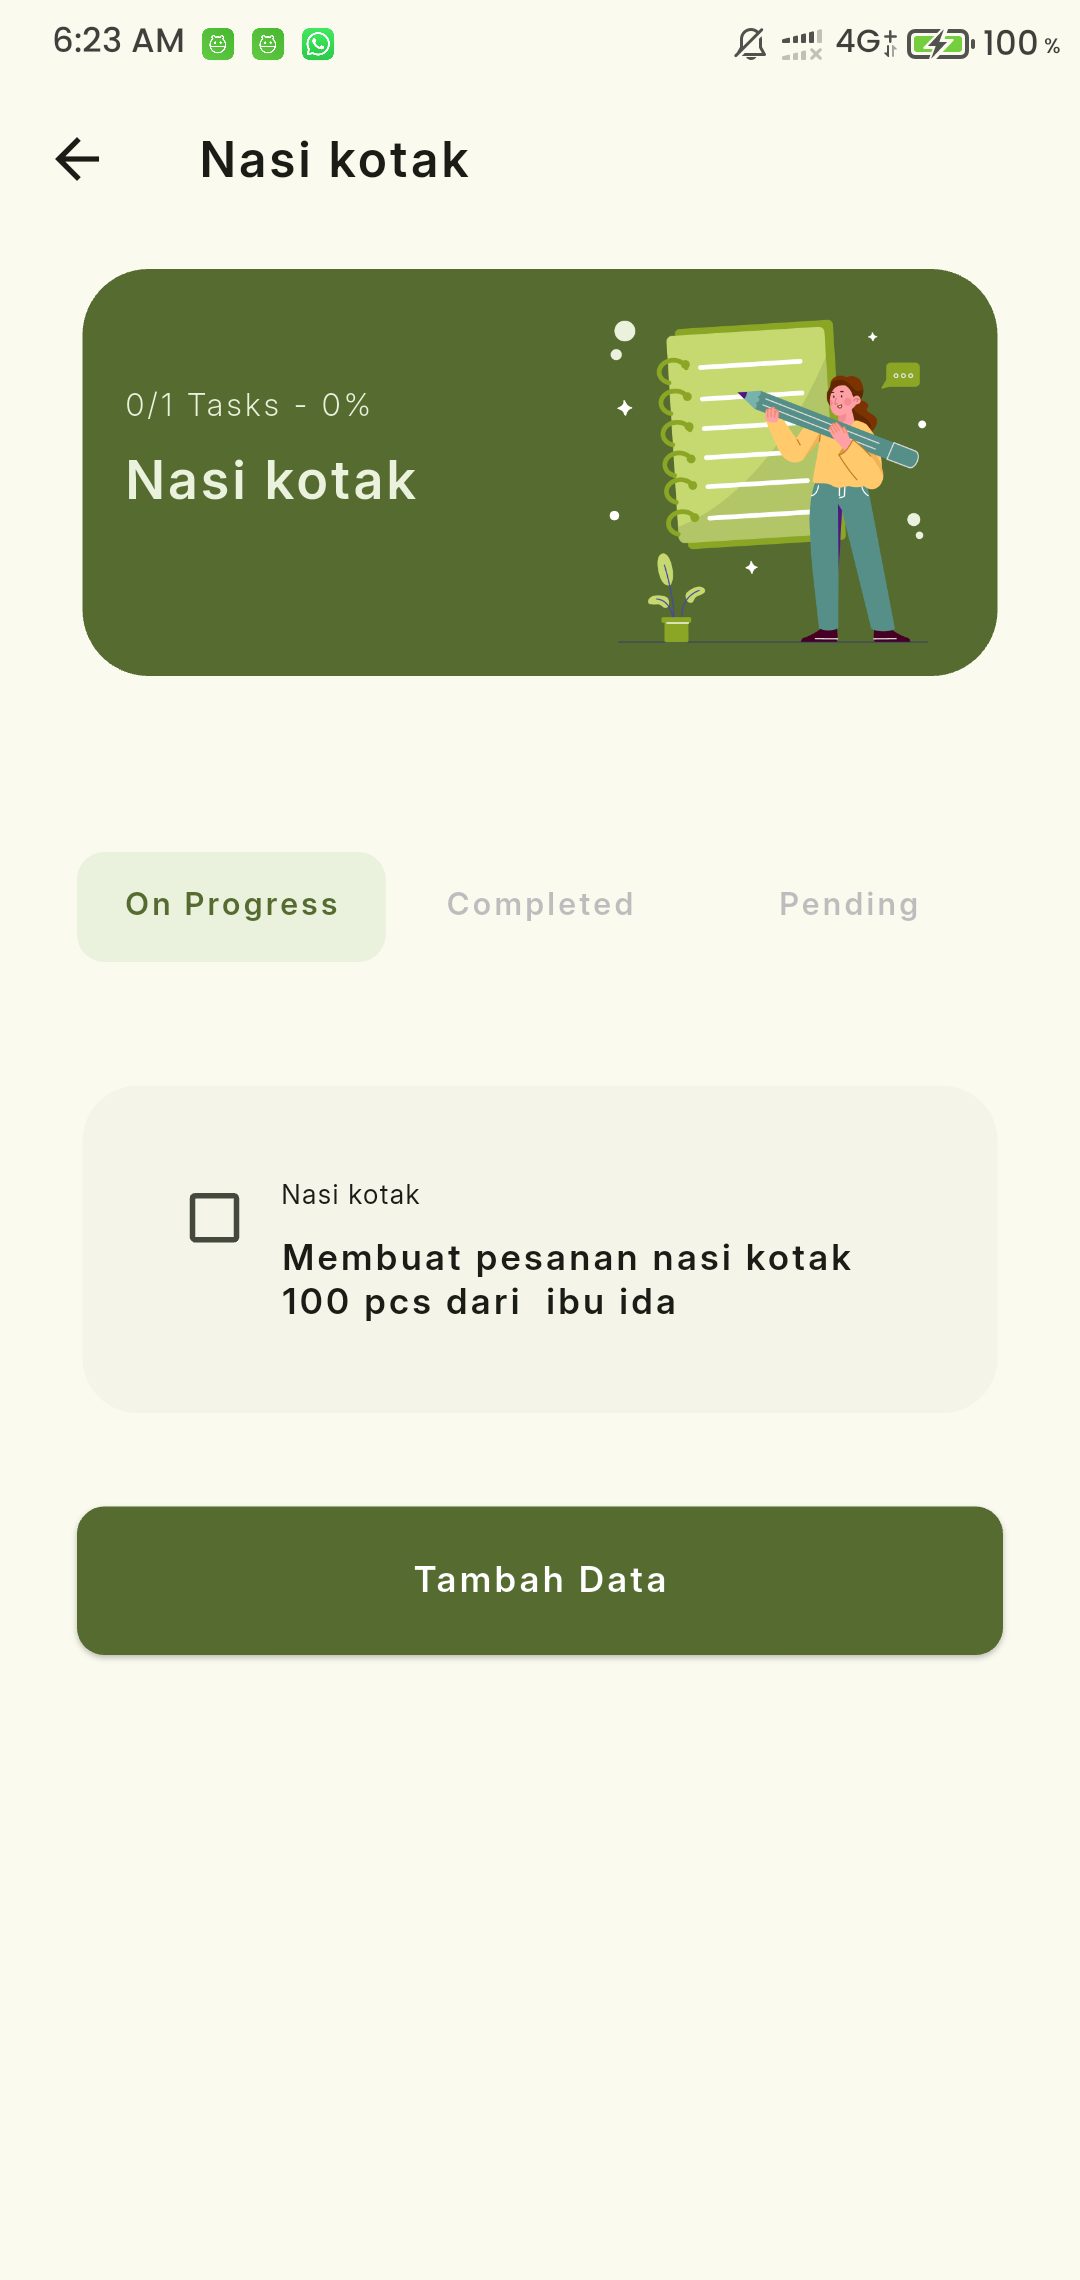 6:23 AM 4G+ 100 %
Nasi kotak
0/1 Tasks - 0%
Nasi kotak
On Progress Completed Pending
Nasi kotak
Membuat pesanan nasi kotak
100 pcs dari  ibu ida
Tambah Data